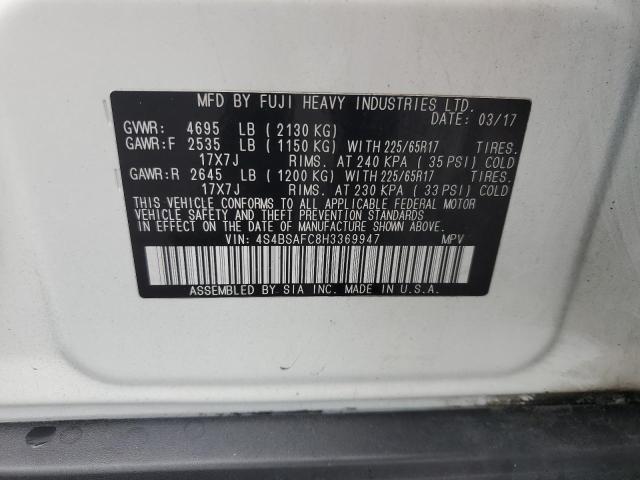 MFD BY FUJI HEAVY INDUSTRIES LTD.
DATE: 03/17
GVWR: 4695 LB ( 2130 KG)
GAWR:F 2535 LB ( 1150 KG) WITH 225/65R17 TIRES.
17X7J RIMS. AT 240 KPA ( 35 PSI) COLD
GAWR:R 2645 LB ( 1200 KG) WITH 225/65R17 TIRES.
17X7J RIMS. AT 230 KPA ( 33 PSI) COLD
THIS VEHICLE CONFORMS TO ALL APPLICABLE FEDERAL MOTOR
VEHICLE SAFETY AND THEFT PREVENTION STANDARDS
IN EFFECT ON THE DATE OF MANUFACTURE SHOWN ABOVE.
VIN: 4S4BSAFC8H3369947 MPV
ASSEMBLED BY SIA INC. MADE IN U.S.A.